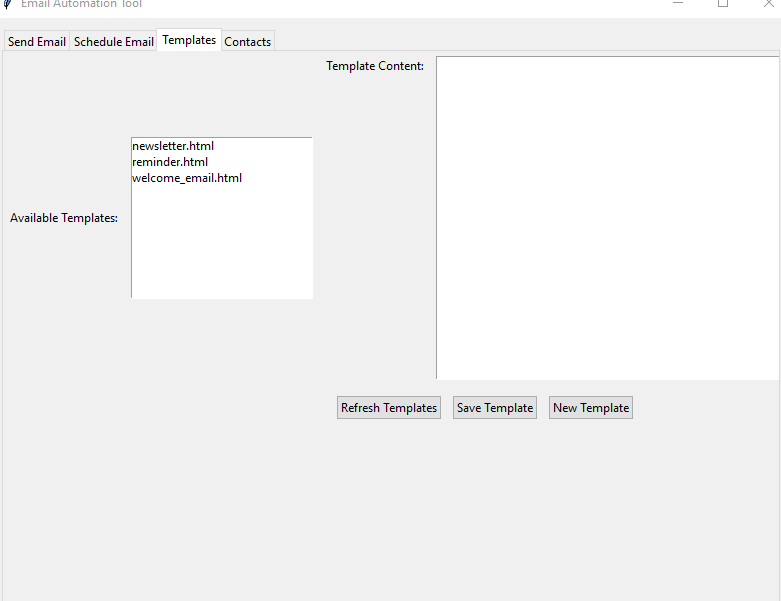 Email Automation Tool
Send Email
Schedule Email
Templates
Contacts
Template Content:
newsletter.html
reminder.html
welcome_email.html
Available Templates:
Refresh Templates
Save Template
New Template